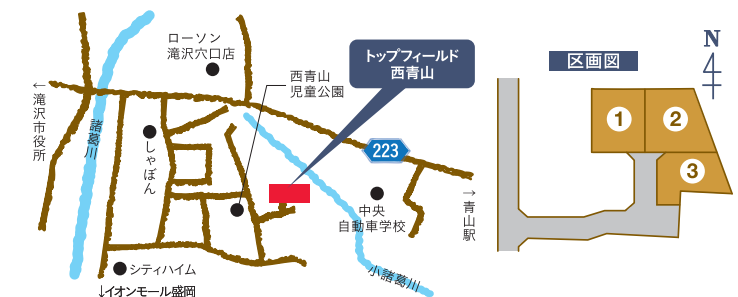 ローソン
滝沢穴口店
トップフィールド
西青山
西青山
児童公園
←滝沢市役所
諸葛川
しゃぼん
223
中央
自動車学校
→青山駅
シティハイム
↓イオンモール盛岡
小諸葛川
区画図
N
1
2
3